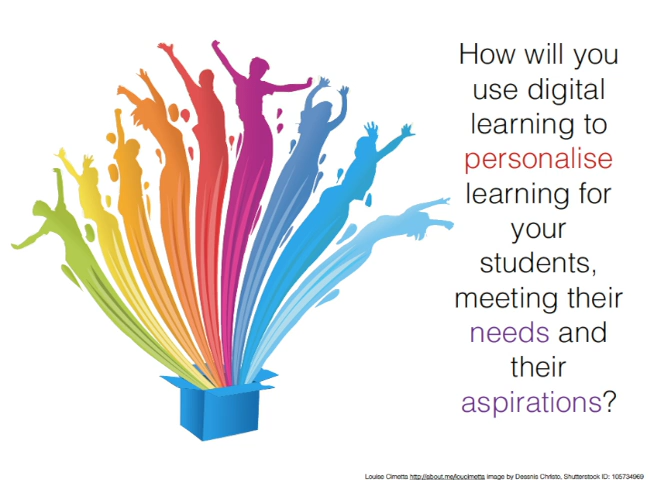 How will you
use digital
learning to
personalise
learning for
your
students,
meeting their
needs and
their
aspirations?
Louise Cimetta http://about.me/loucimetta image by Deasnis Christo, Shutterstock ID: 105734969